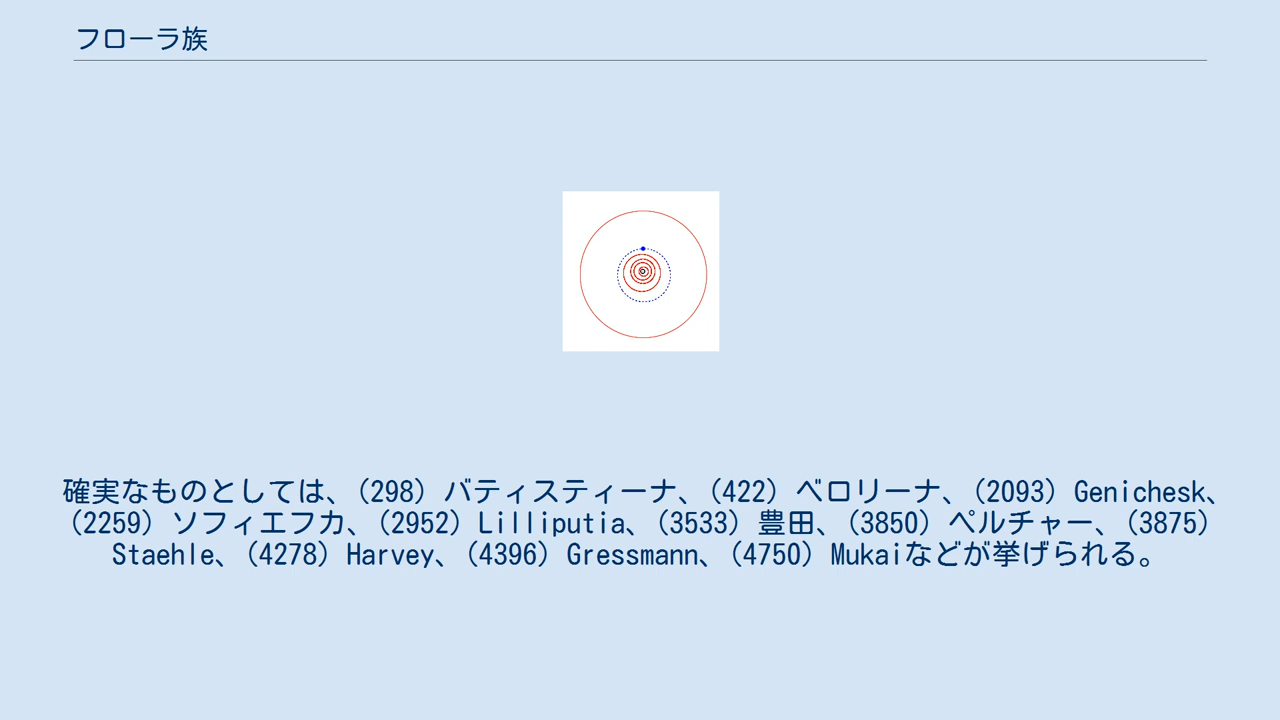 フローラ族
確実なものとしては、(298) バティスティーナ、(422) ベロリーナ、(2093) Genichesk、
(2259) ソフィエフカ、(2952) Lilliputia、(3533) 豊田、(3850) ペルチャー、(3875)
Staehle、(4278) Harvey、(4396) Gressmann、(4750) Mukaiなどが挙げられる。